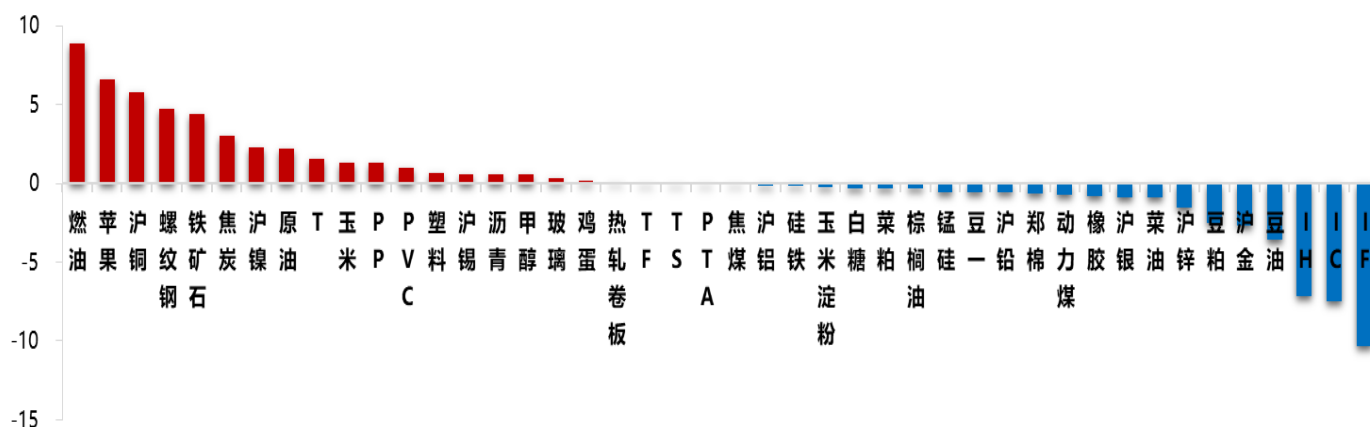 10
5
0
-5
-10
-15
燃油
苹果
沪铜
螺纹钢
铁矿石
焦炭
沪镍
原油
T
玉米
PP
PVC
塑料
沪锡
沥青
甲醇
玻璃
鸡蛋
热轧卷板
TF
TS
PTA
焦煤
沪铝
硅铁
玉米淀粉
白糖
菜粕
棕榈油
锰硅
豆一
沪铅
郑棉
动力煤
橡胶
沪银
菜油
沪锌
豆粕
沪金
豆油
IH
IC
IF